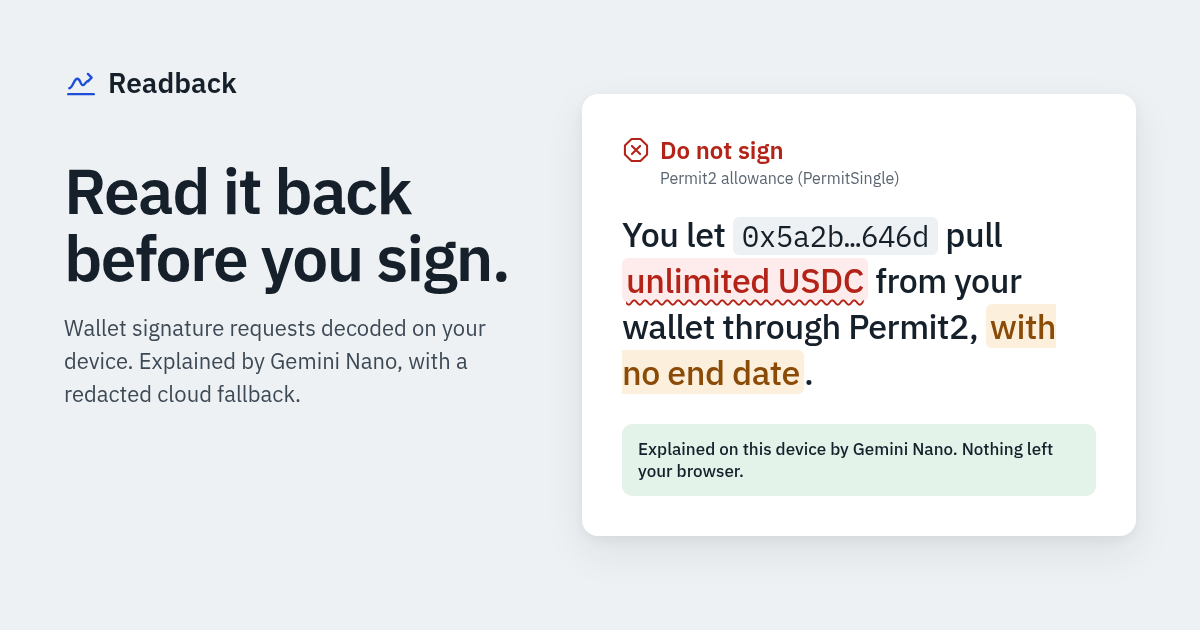 Readback
Read it back
before you sign.
Wallet signature requests decoded on your
device. Explained by Gemini Nano, with a
redacted cloud fallback.
Do not sign
Permit2 allowance (PermitSingle)
You let 0x5a2b…646d pull
unlimited USDC from your
wallet through Permit2, with
no end date.
Explained on this device by Gemini Nano. Nothing left
your browser.